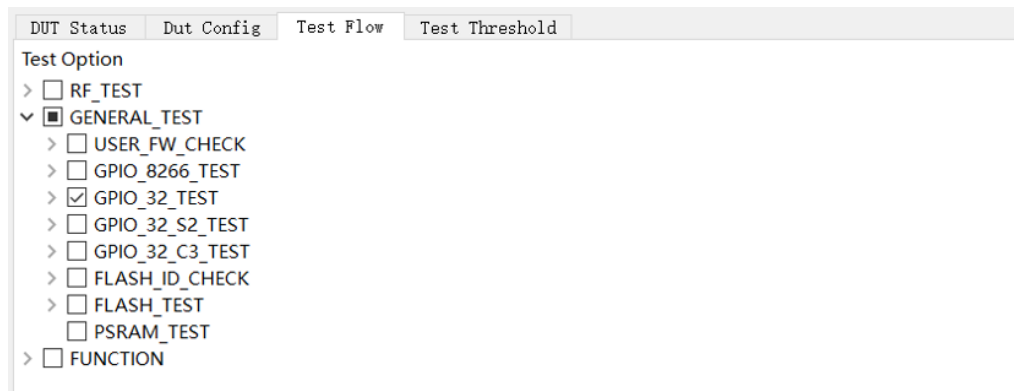 DUT Status Dut Config Test Flow Test Threshold
Test Option
RF_TEST
GENERAL_TEST
USER_FW_CHECK
GPIO_8266_TEST
GPIO_32_TEST
GPIO_32_S2_TEST
GPIO_32_C3_TEST
FLASH_ID_CHECK
FLASH_TEST
PSRAM_TEST
FUNCTION